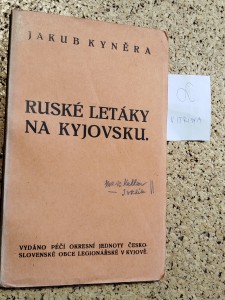 JAKUB KYNĚRA
RUSKÉ LETÁKY
NA KYJOVSKU.
VYDÁNO PÉČÍ OKRESNÍ JEDNOTY ČESKO-
SLOVENSKÉ OBCE LEGIONÁŘSKÉ V KYJOVĚ.